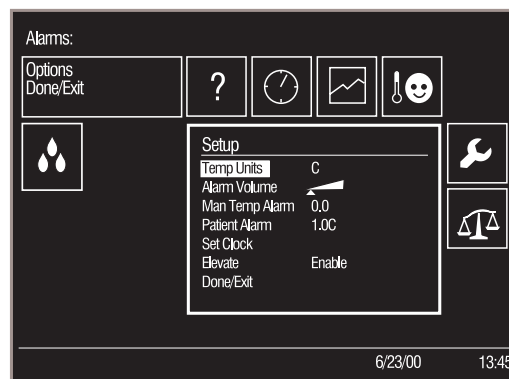 Alarms:
Options
Done/Exit
?
Setup
Temp Units C
Alarm Volume
Man Temp Alarm 0.0
Patient Alarm 1.0C
Set Clock
Elevate Enable
Done/Exit
6/23/00 13:45